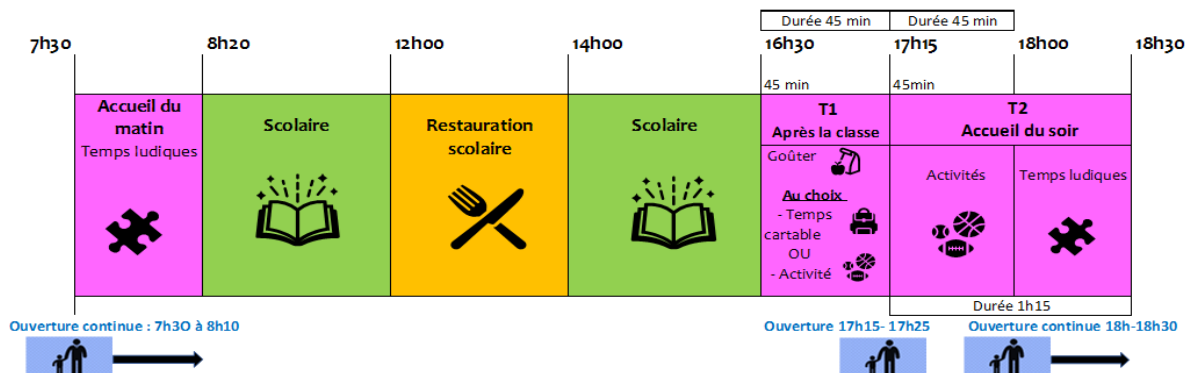 Durée 45 min
Durée 45 min
7h30
8h20
12h00
14h00
16h30
17h15
18h00
18h30
45 min
45min
Accueil du
matin
Temps ludiques
Scolaire
Restauration
scolaire
Scolaire
T1
Après la classe
Goûter
Au choix
- Temps
cartable
OU
- Activité
T2
Accueil du soir
Activités
Temps ludiques
Durée 1h15
Ouverture continue : 7h3O à 8h10
Ouverture 17h15- 17h25
Ouverture continue 18h-18h30